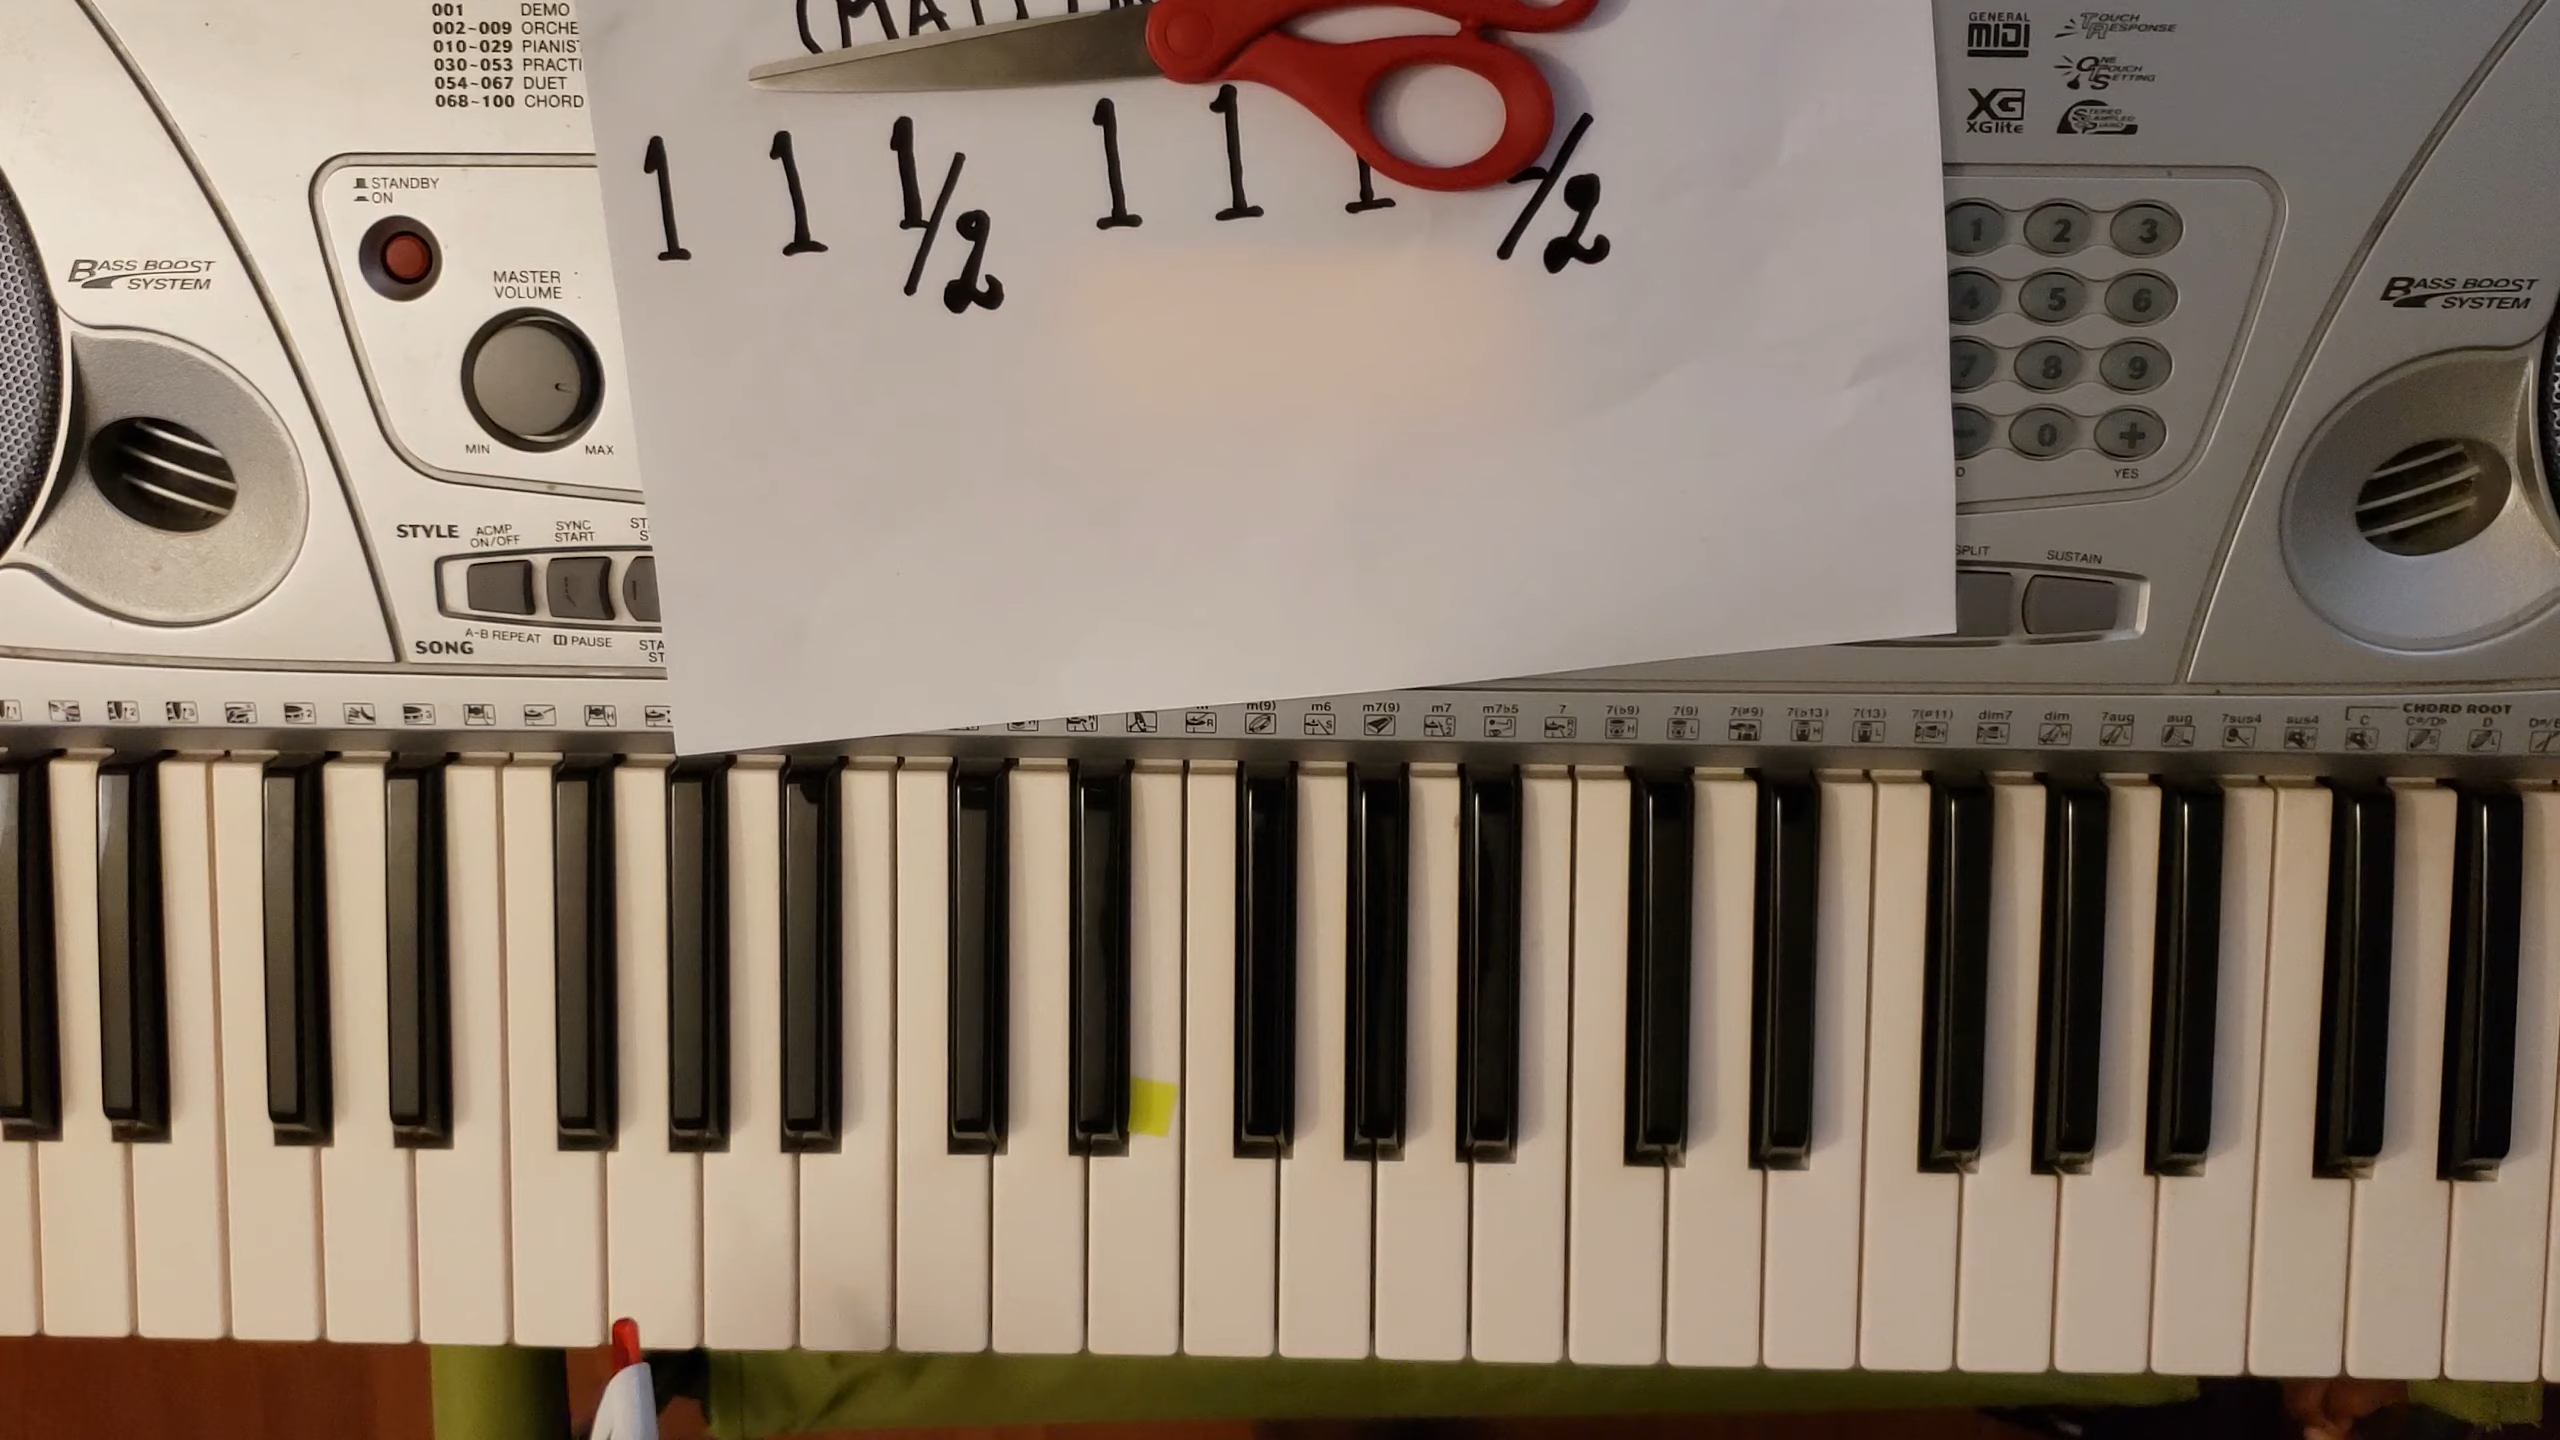 001 DEMO
002~009 ORCHE
010~029 PIANIS
030~053 PRACTI
054~067 DUET
068~100 CHORD
GENERAL
MIDI
TOUCH
RESPONSE
ONE
TOUCH
SETTING
XG
XGlite
STEREO
SAMPLED
PIANO
1 1 1/2 1 1 1 /2
STANDBY
ON
MASTER
VOLUME
MIN MAX
BASS BOOST
SYSTEM
1 2 3
4 5 6
7 8 9
- 0 +
YES
BASS BOOST
SYSTEM
STYLE
ACMP
ON/OFF
SYNC
START
A-B REPEAT
PAUSE
SONG
SPLIT
SUSTAIN
m(9) m6 m7(9) m7 m7b5 7 7(b9) 7(9) 7(#9) 7(b13) 7(13) 7(#11) dim7 dim 7aug aug 7sus4 sus4 C C#/Db D
CHORD ROOT